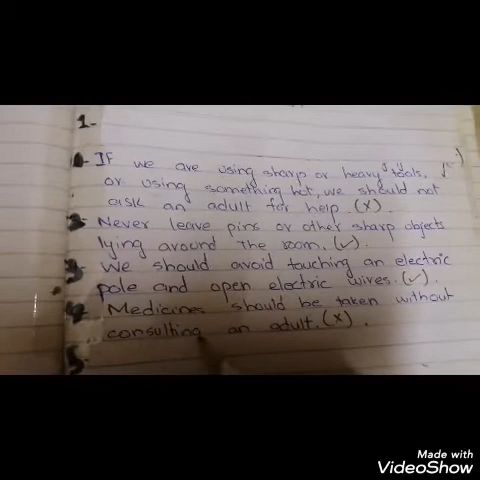 1-
1- If we are using sharp or heavy tools,
or using something hot, we should not
ask an adult for help. (X).
2- Never leave pins or other sharp objects
lying around the room. (✓).
3- We should avoid touching an electric
pole and open electric wires. (✓).
4- Medicines should be taken without
consulting an adult. (X).
5-
Made with
VideoShow